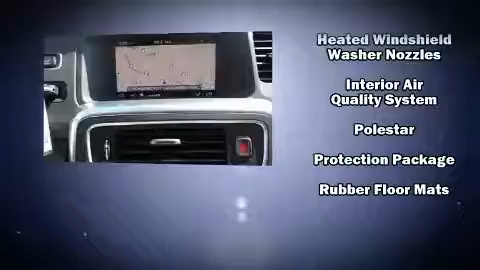 Heated Windshield
Washer Nozzles
Interior Air
Quality System
Polestar
Protection Package
Rubber Floor Mats